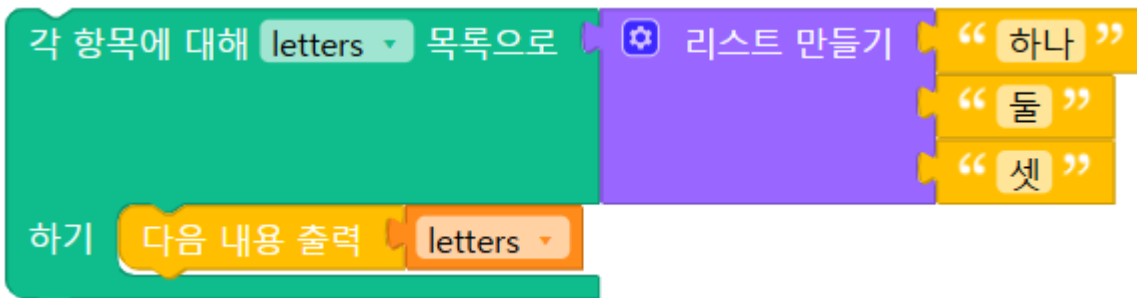 각 항목에 대해 letters 목록으로 리스트 만들기 “ 하나 ”
“ 둘 ”
“ 셋 ”
하기 다음 내용 출력 letters